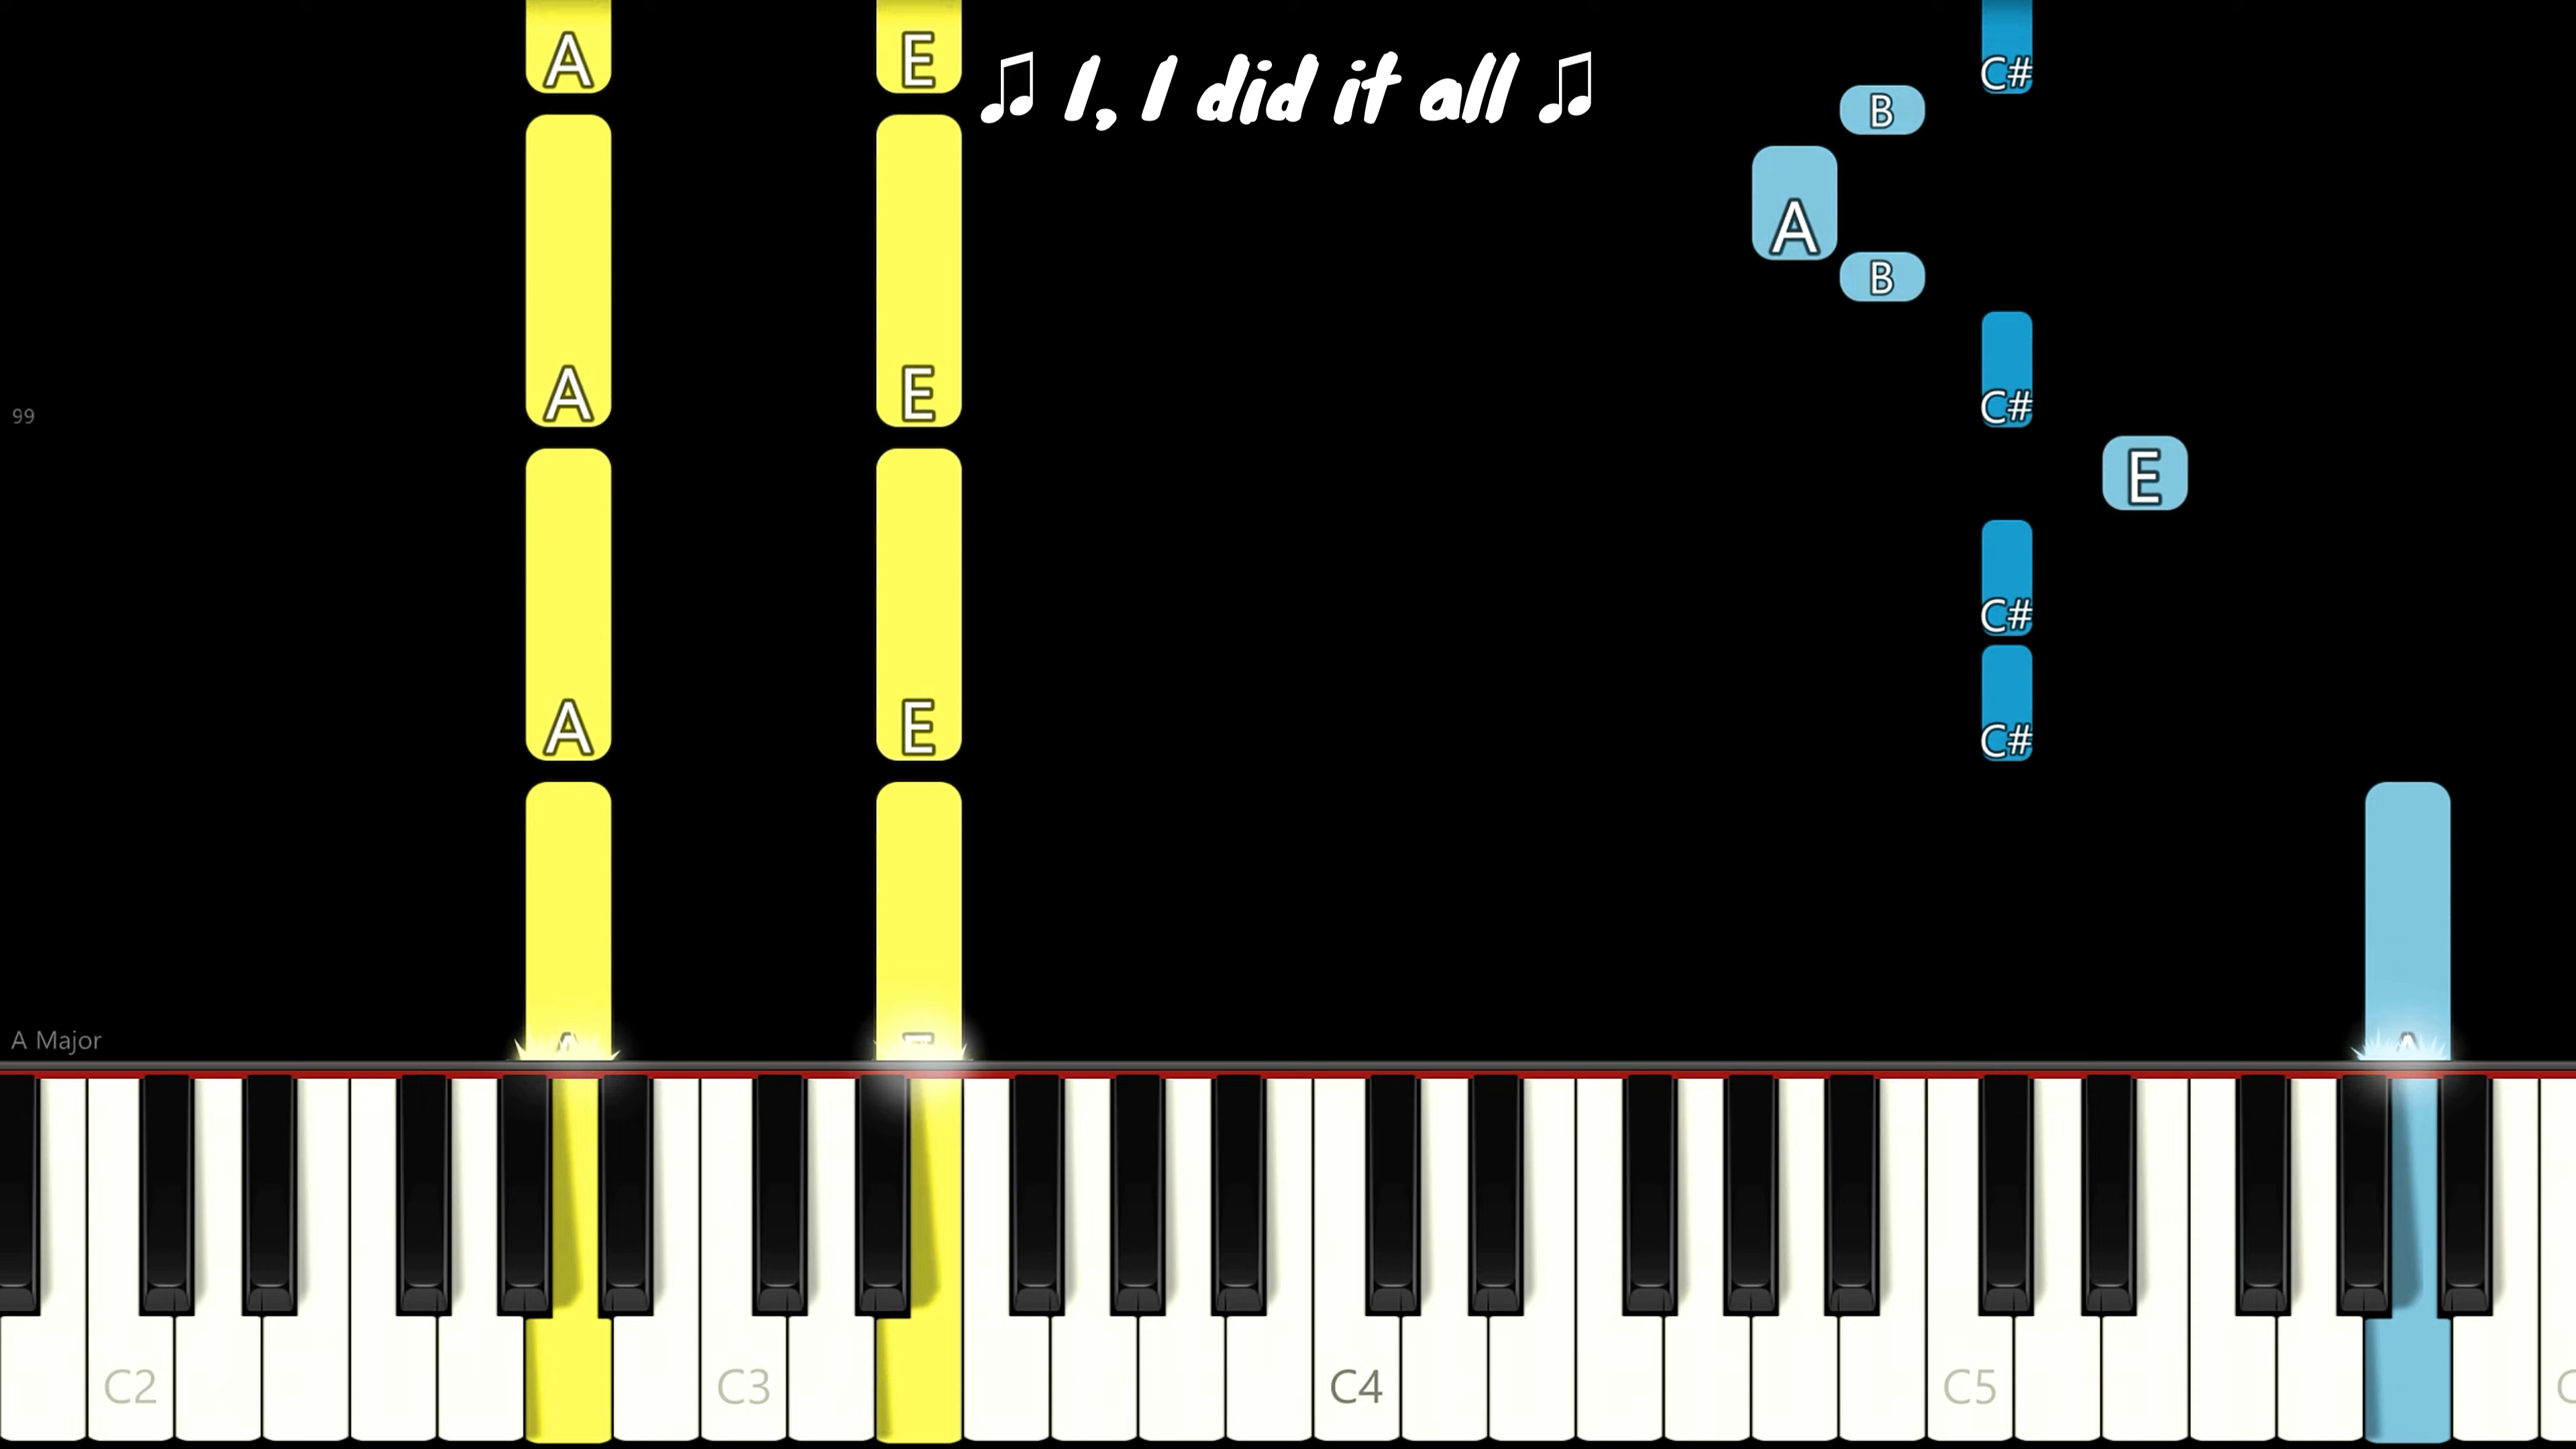 A E C#
♫ I, I did it all ♫
B
A
B
A E C#
99
E
C#
A E C#
A Major
A E A
C2 C3 C4 C5 C